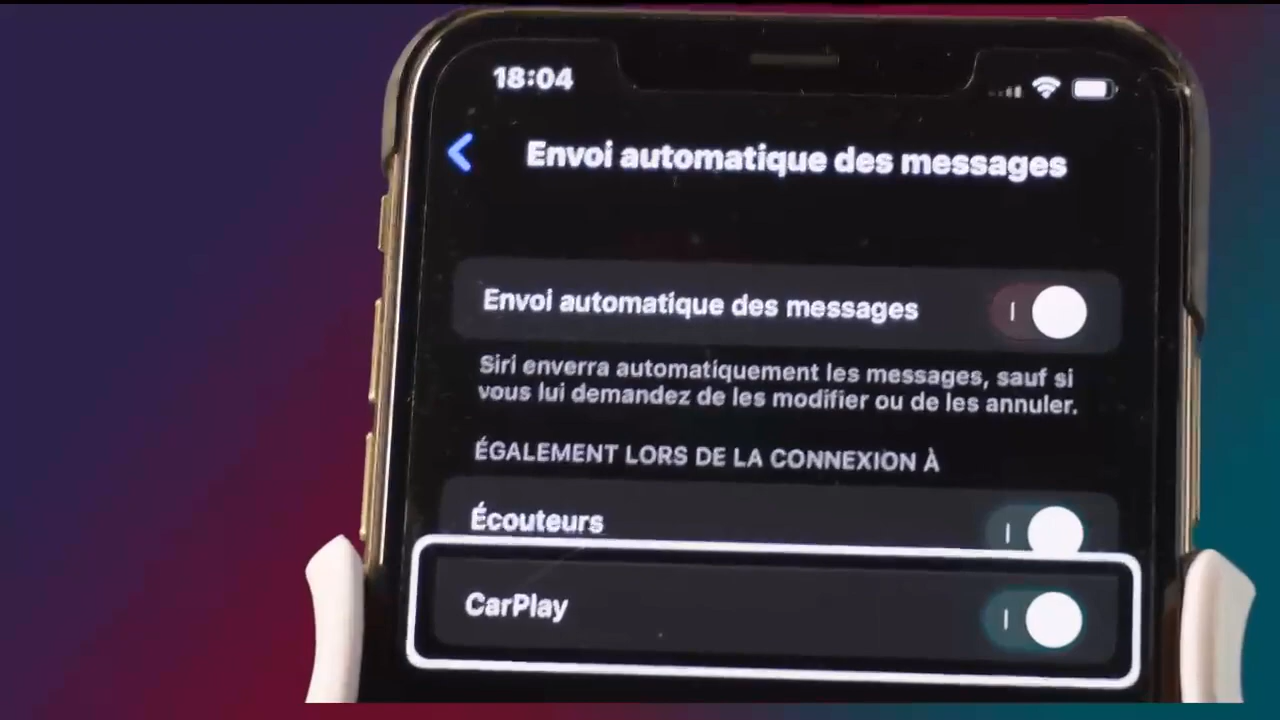 18:04
Envoi automatique des messages
Envoi automatique des messages
Siri enverra automatiquement les messages, sauf si
vous lui demandez de les modifier ou de les annuler.
ÉGALEMENT LORS DE LA CONNEXION À
Écouteurs
CarPlay